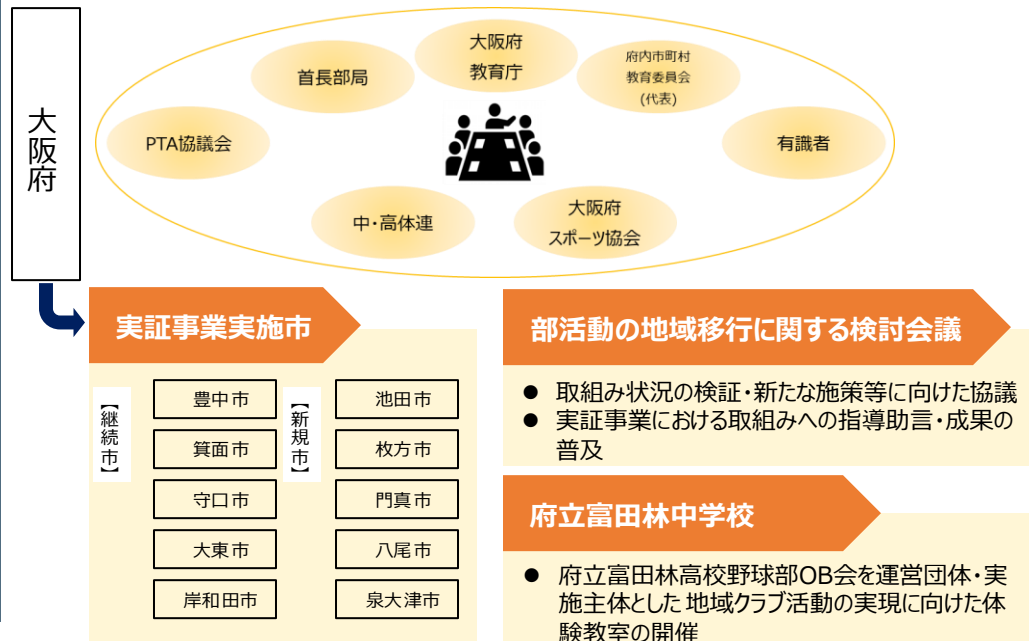 大阪府
大阪府
教育庁
首長部局
府内市町村
教育委員会
(代表)
PTA協議会
有識者
中・高体連
大阪府
スポーツ協会
実証事業実施市
【継続市】
豊中市
箕面市
守口市
大東市
岸和田市
【新規市】
池田市
枚方市
門真市
八尾市
泉大津市
部活動の地域移行に関する検討会議
● 取組み状況の検証・新たな施策等に向けた協議
● 実証事業における取組みへの指導助言・成果の
普及
府立富田林中学校
● 府立富田林高校野球部OB会を運営団体・実
施主体とした 地域クラブ活動の実現に向けた体
験教室の開催